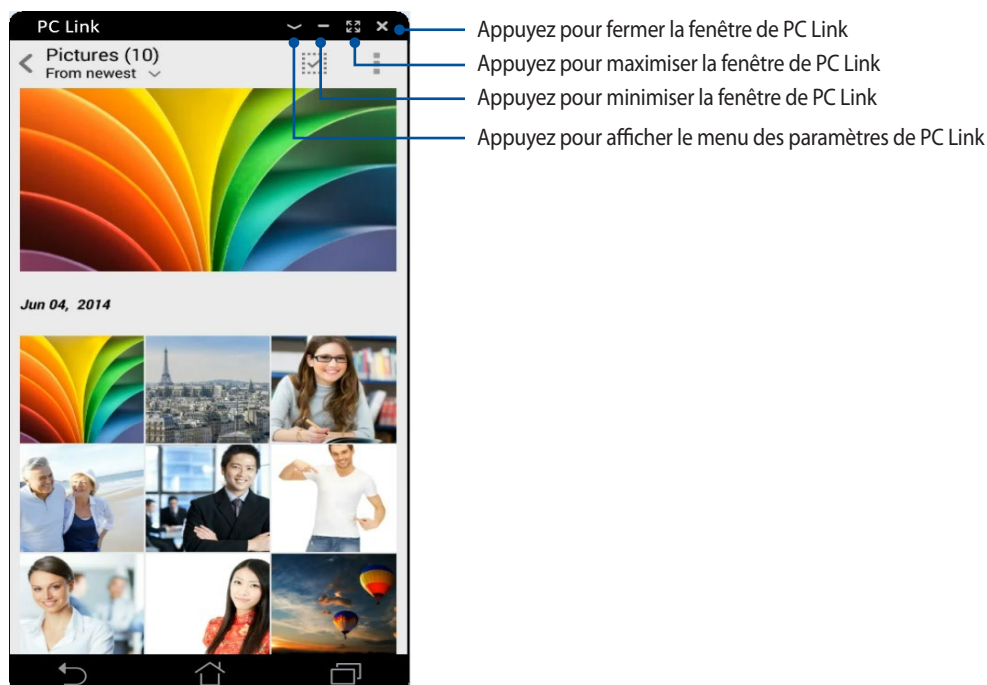 PC Link
Pictures (10)
From newest
Jun 04, 2014
Appuyez pour fermer la fenêtre de PC Link
Appuyez pour maximiser la fenêtre de PC Link
Appuyez pour minimiser la fenêtre de PC Link
Appuyez pour afficher le menu des paramètres de PC Link